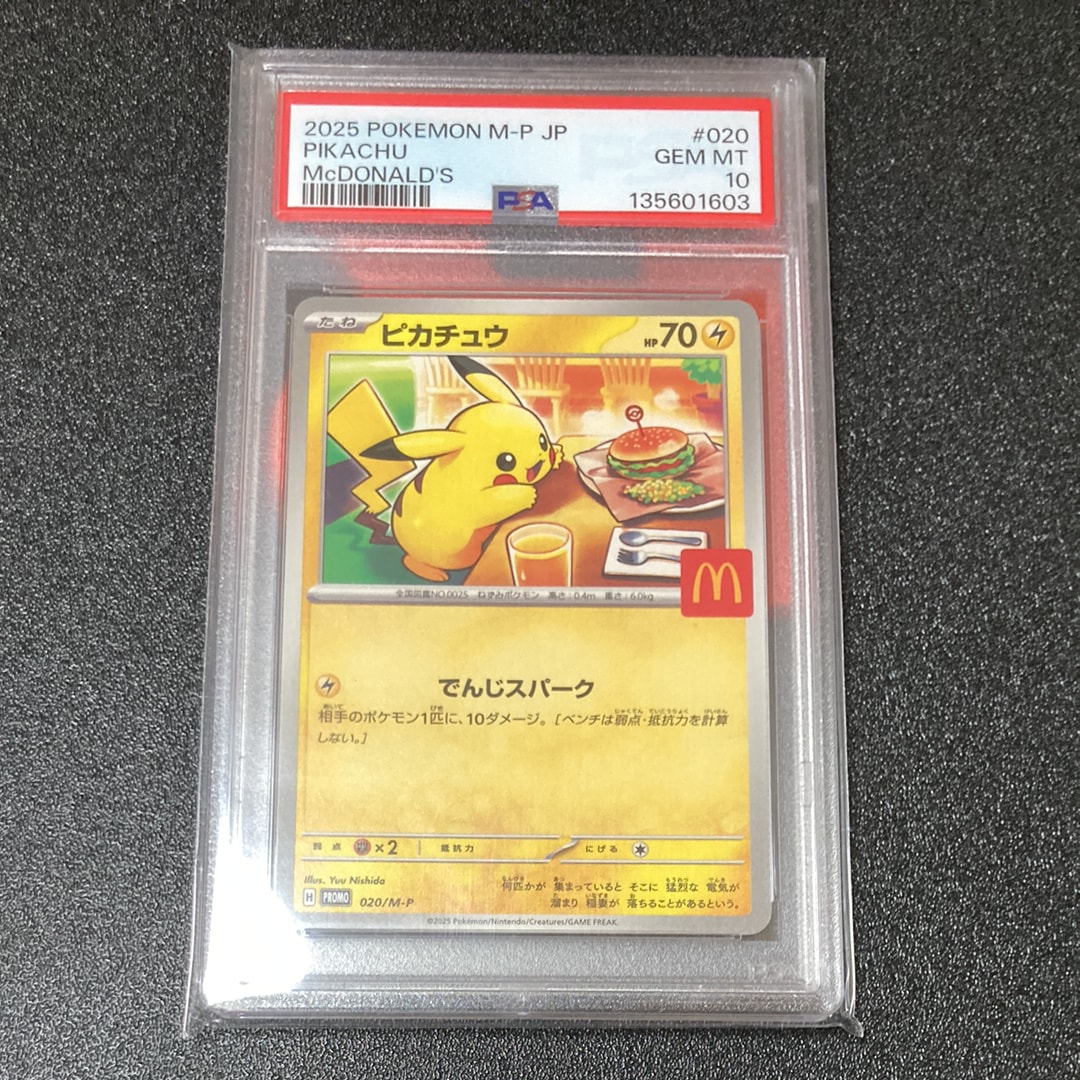 2025 POKEMON M-P JP #020
PIKACHU GEM MT
McDONALD'S 10
PSA 135601603
たね ピカチュウ HP70
全国図鑑NO.0025 ねずみポケモン 高さ:0.4m 重さ:6.0kg
でんじスパーク
相手のポケモン1匹に、10ダメージ。[ベンチは弱点・抵抗力を計算
しない。]
弱点 ×2 抵抗力 にげる
Illus. Yuu Nishida
何匹かが 集まっていると そこに 猛烈な 電気が
溜まり 稲妻が 落ちることがあるという。
H PROMO 020/M-P
©2025 Pokémon/Nintendo/Creatures/GAME FREAK.